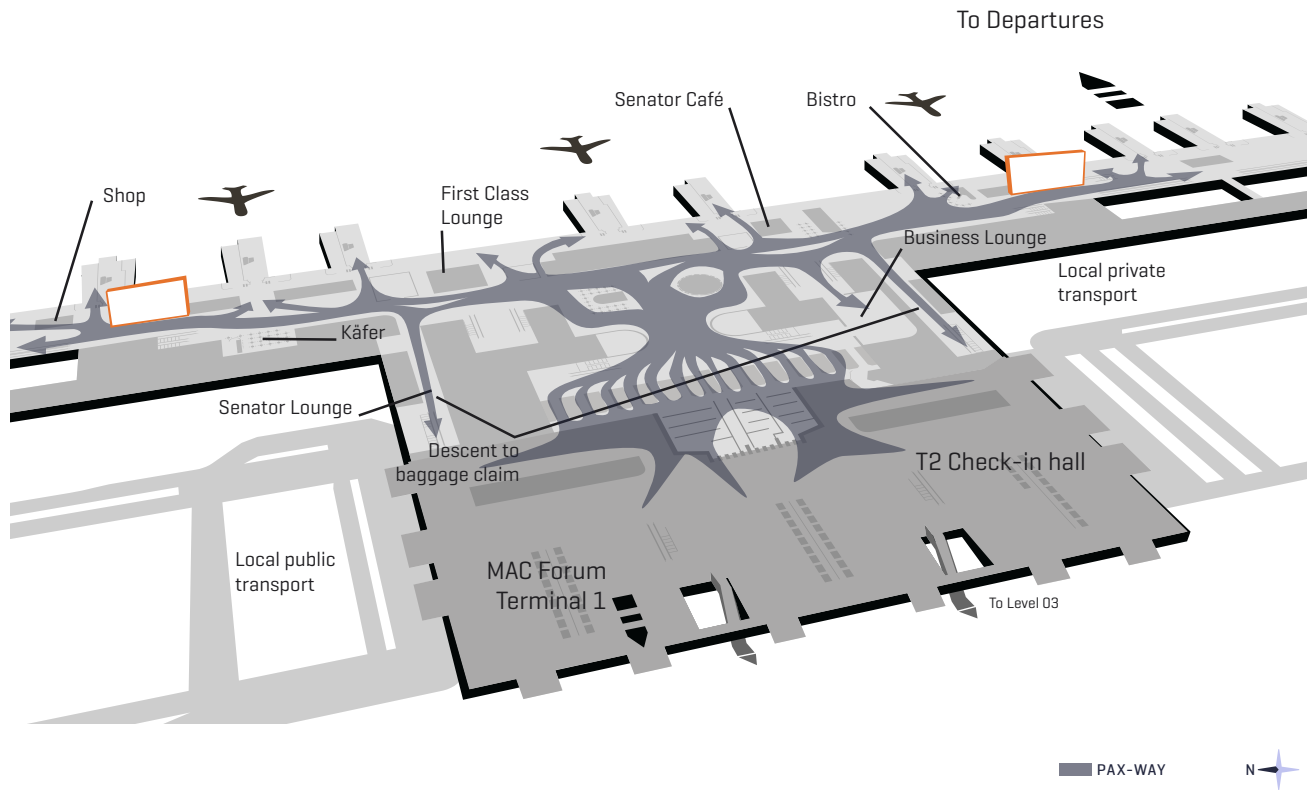 To Departures
Senator Café
Bistro
Shop
First Class
Lounge
Business Lounge
Local private
transport
Käfer
Senator Lounge
Descent to
baggage claim
T2 Check-in hall
Local public
transport
MAC Forum
Terminal 1
To Level 03
PAX-WAY
N